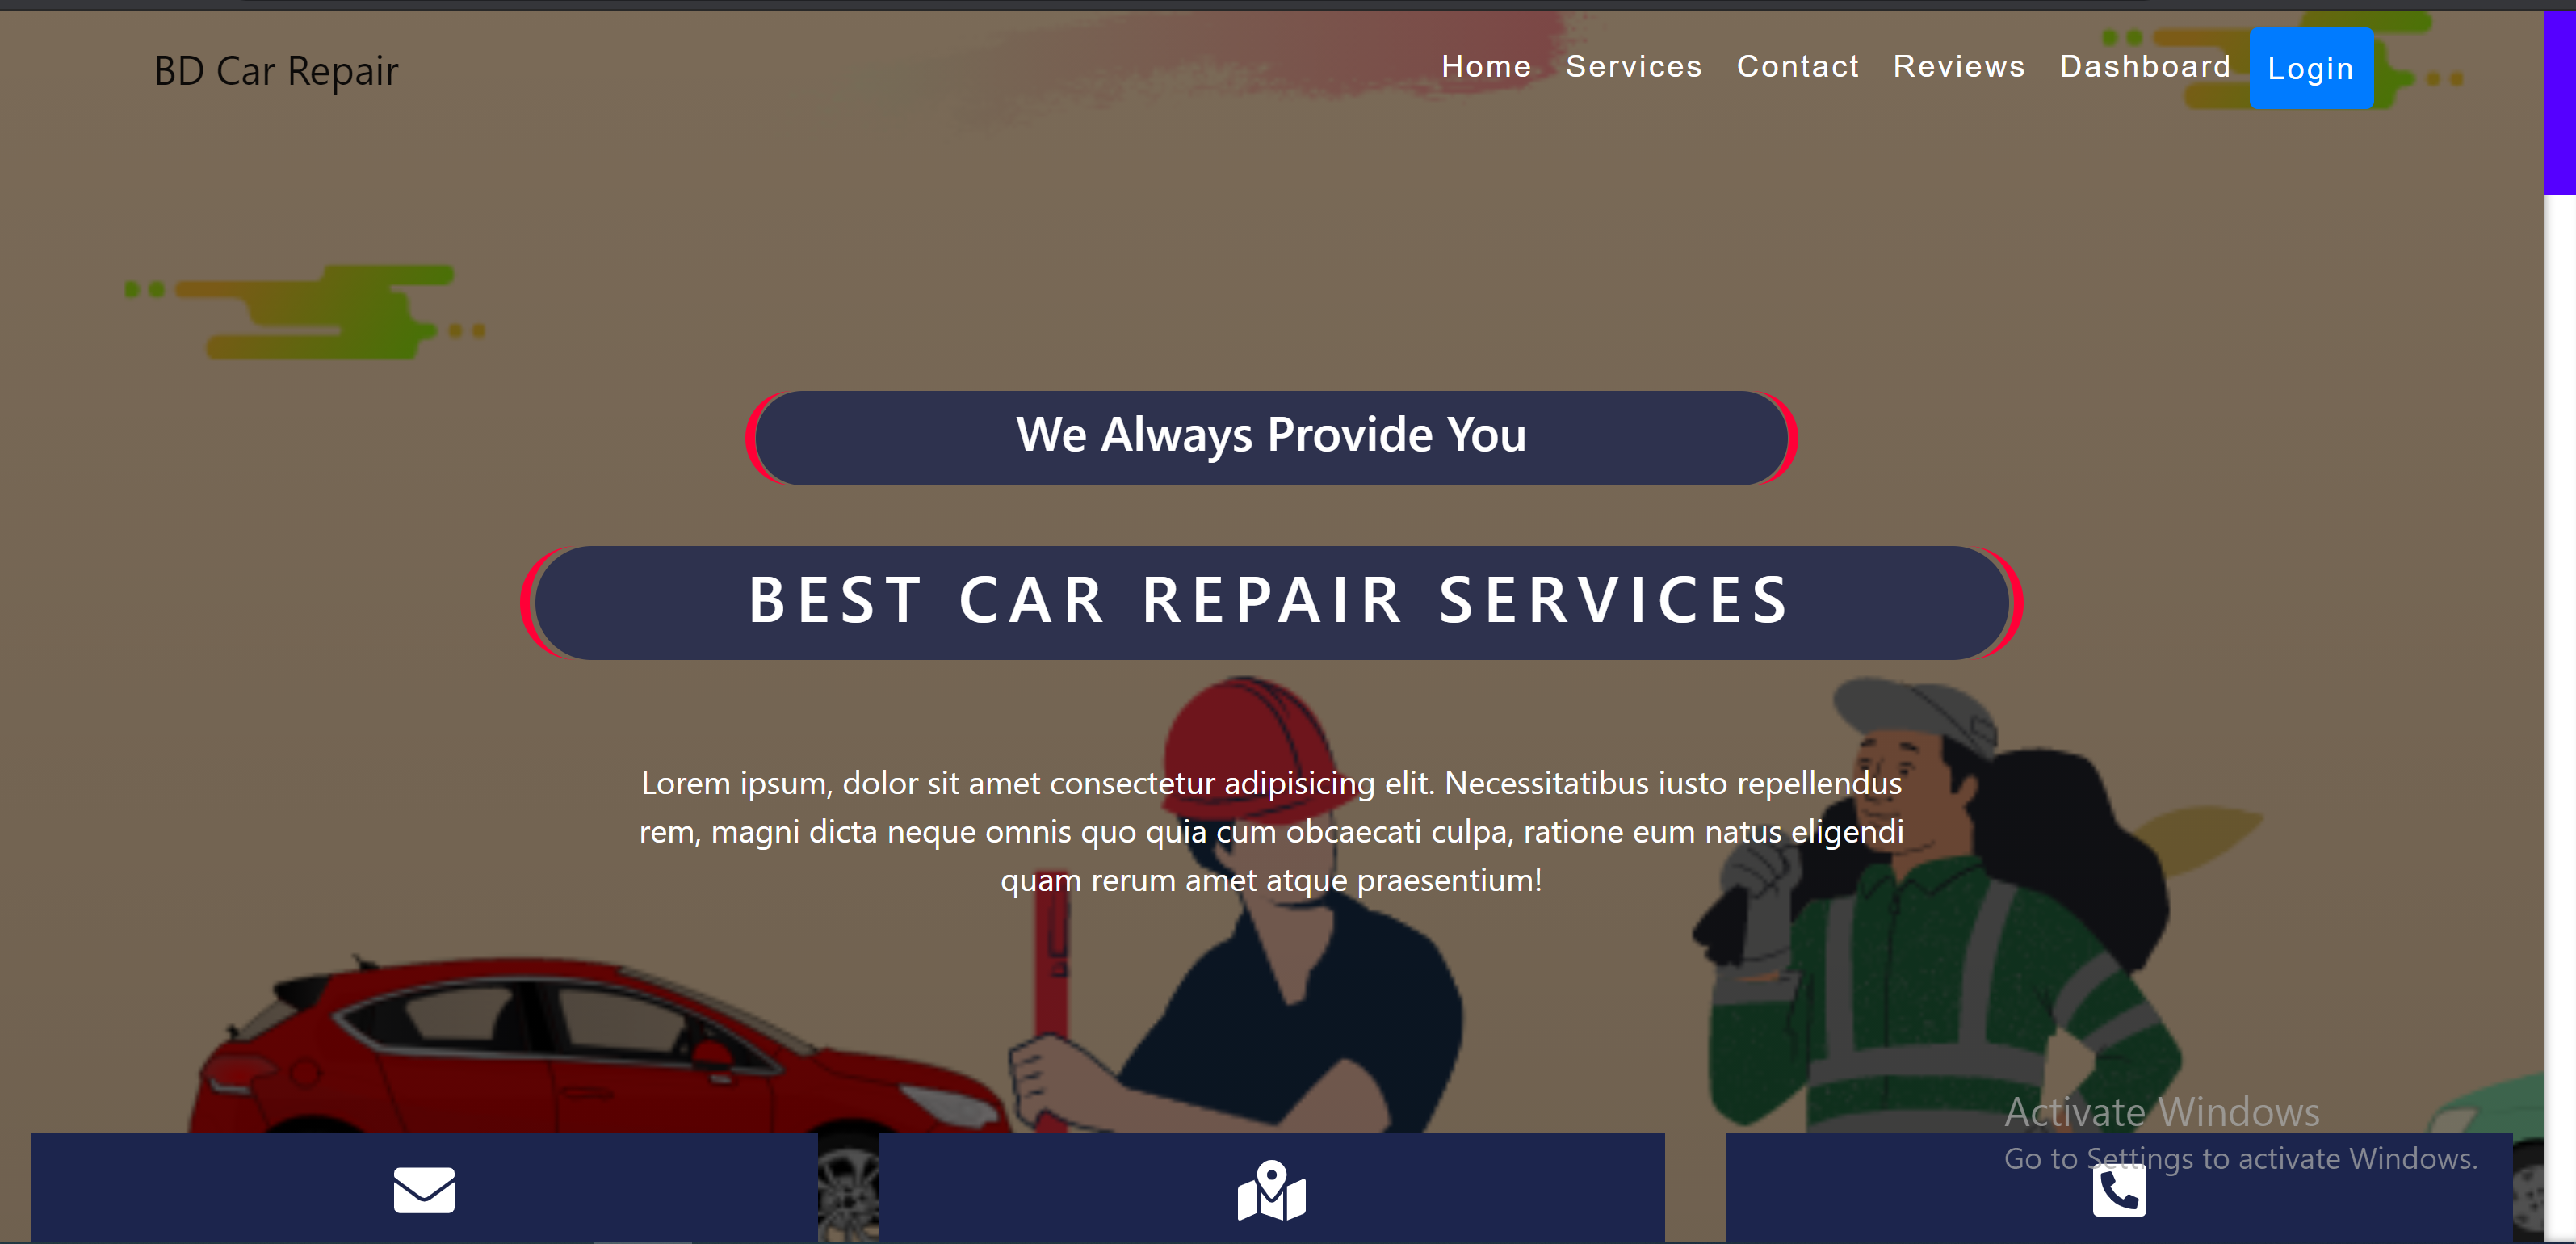 BD Car Repair
Home Services Contact Reviews Dashboard Login
We Always Provide You
BEST CAR REPAIR SERVICES
Lorem ipsum, dolor sit amet consectetur adipisicing elit. Necessitatibus iusto repellendus
rem, magni dicta neque omnis quo quia cum obcaecati culpa, ratione eum natus eligendi
quam rerum amet atque praesentium!
Activate Windows
Go to Settings to activate Windows.